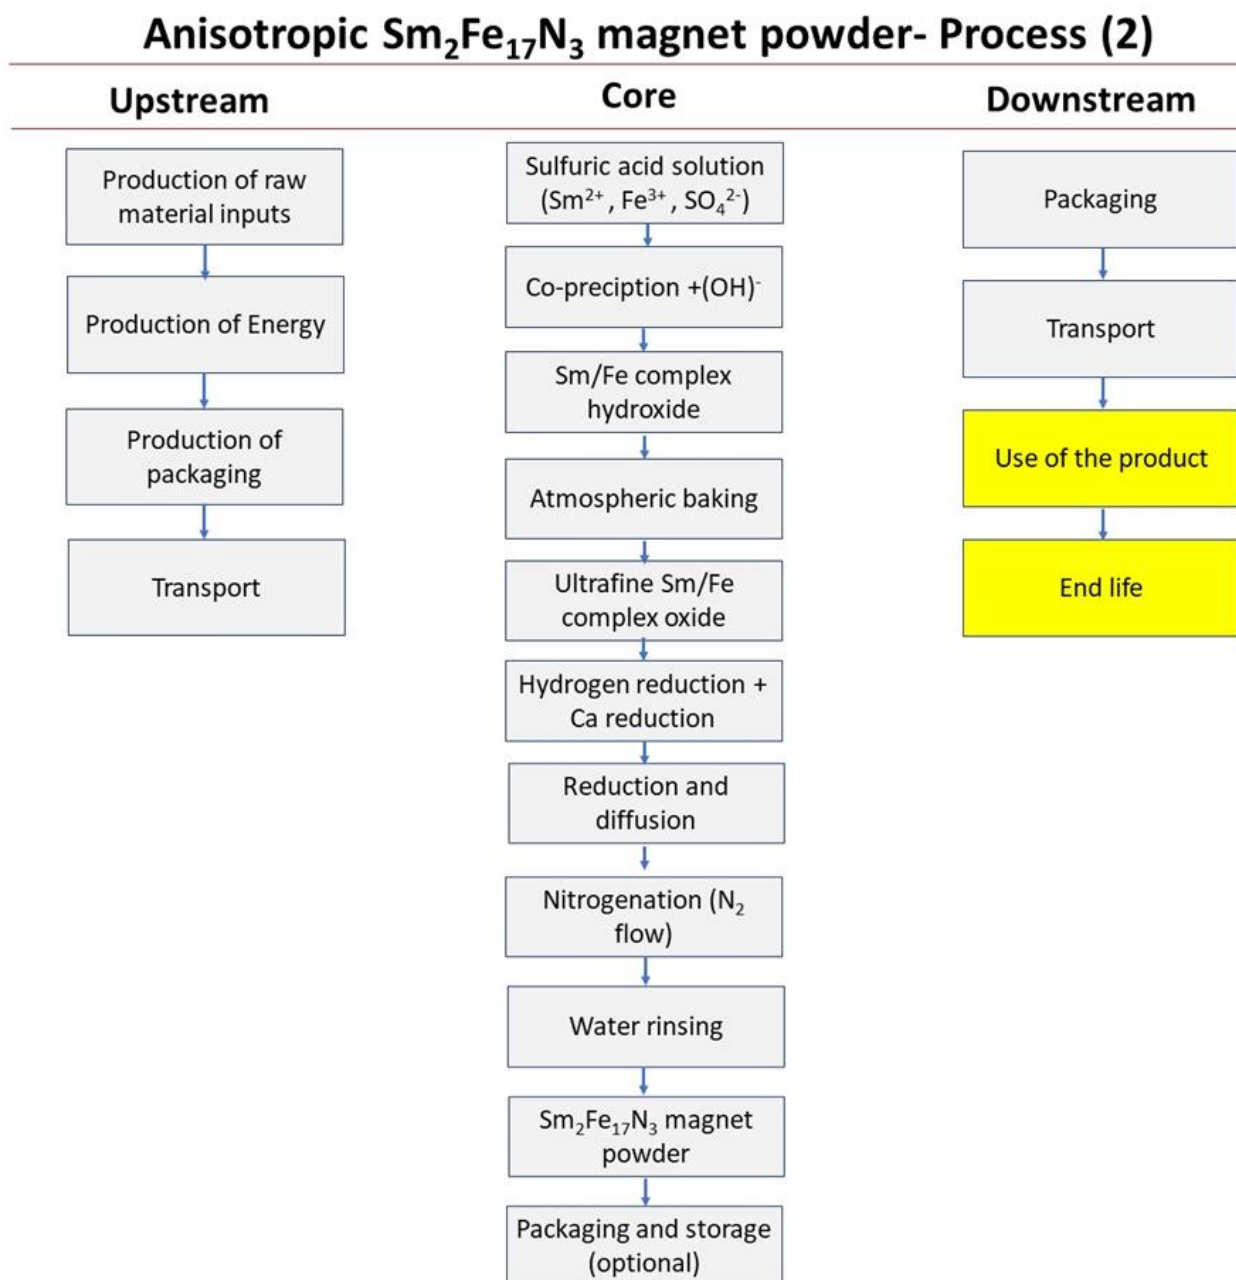 Anisotropic Sm₂Fe₁₇N₃ magnet powder- Process (2)
Upstream
Core
Downstream
Production of raw
material inputs
Production of Energy
Production of
packaging
Transport
Sulfuric acid solution
(Sm²⁺ , Fe³⁺ , SO₄²⁻)
Co-preciption +(OH)⁻
Sm/Fe complex
hydroxide
Atmospheric baking
Ultrafine Sm/Fe
complex oxide
Hydrogen reduction +
Ca reduction
Reduction and
diffusion
Nitrogenation (N₂
flow)
Water rinsing
Sm₂Fe₁₇N₃ magnet
powder
Packaging and storage
(optional)
Packaging
Transport
Use of the product
End life